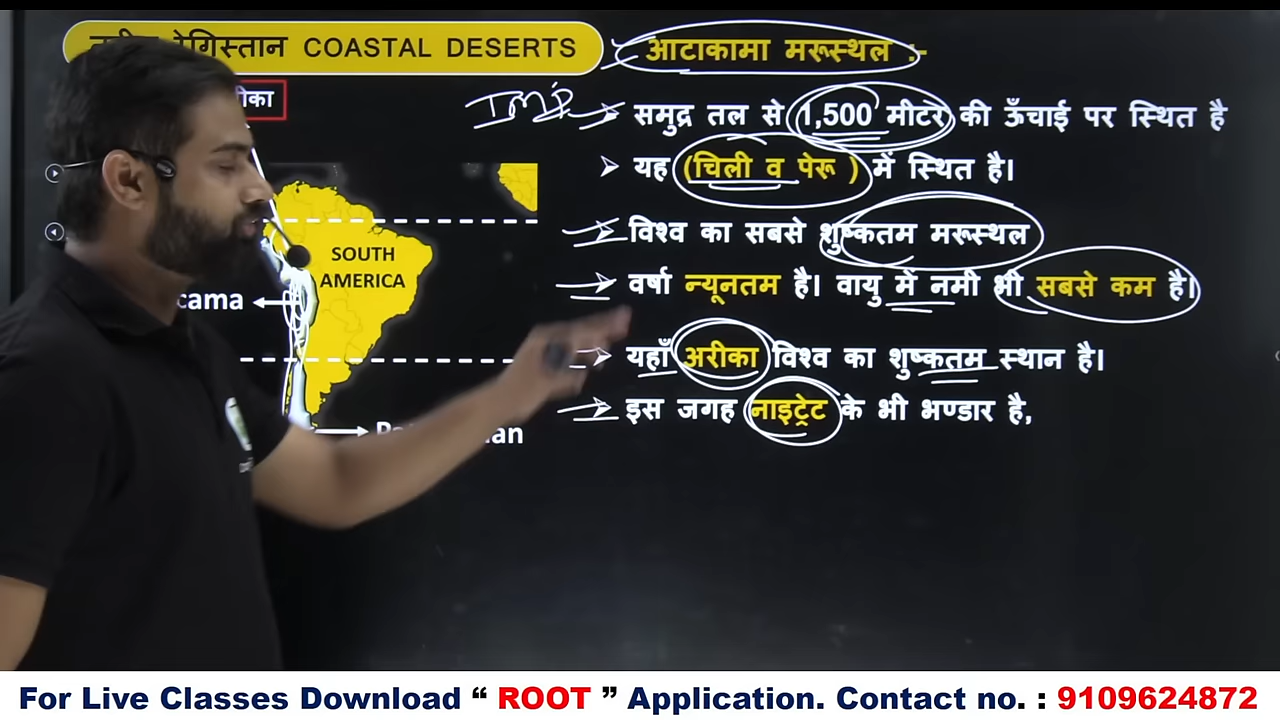 रेगिस्तान COASTAL DESERTS
आटाकामा मरूस्थल :-
Imp
➢ समुद्र तल से 1,500 मीटर की ऊँचाई पर स्थित है
➢ यह (चिली व पेरू ) में स्थित है।
➢ विश्व का सबसे शुष्कतम मरूस्थल
➢ वर्षा न्यूनतम है। वायु में नमी भी सबसे कम है।
➢ यहाँ अरीका विश्व का शुष्कतम स्थान है।
➢ इस जगह नाइट्रेट के भी भण्डार है,
SOUTH
AMERICA
For Live Classes Download “ ROOT ” Application. Contact no. : 9109624872